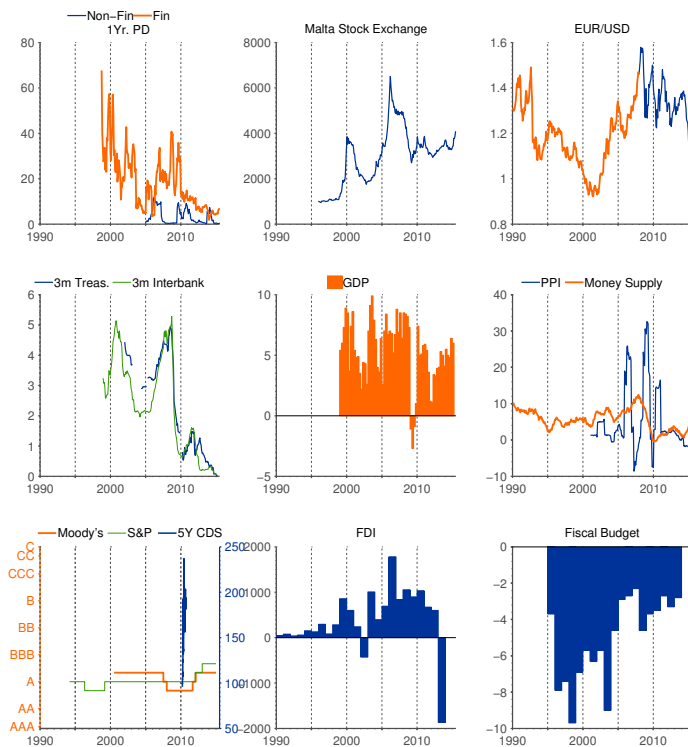 Non−Fin Fin
1Yr. PD
80
60
40
20
0
1990 2000 2010
Malta Stock Exchange
8000
6000
4000
2000
0
1990 2000 2010
EUR/USD
1.6
1.4
1.2
1
0.8
1990 2000 2010
3m Treas. 3m Interbank
6
5
4
3
2
1
0
1990 2000 2010
GDP
10
5
0
−5
1990 2000 2010
PPI Money Supply
40
30
20
10
0
−10
1990 2000 2010
Moody's S&P 5Y CDS
C
CC
CCC
B
BB
BBB
A
AA
AAA
250
200
150
100
50
1990 2000 2010
FDI
2000
1000
0
−1000
−2000
1990 2000 2010
Fiscal Budget
0
−2
−4
−6
−8
−10
1990 2000 2010